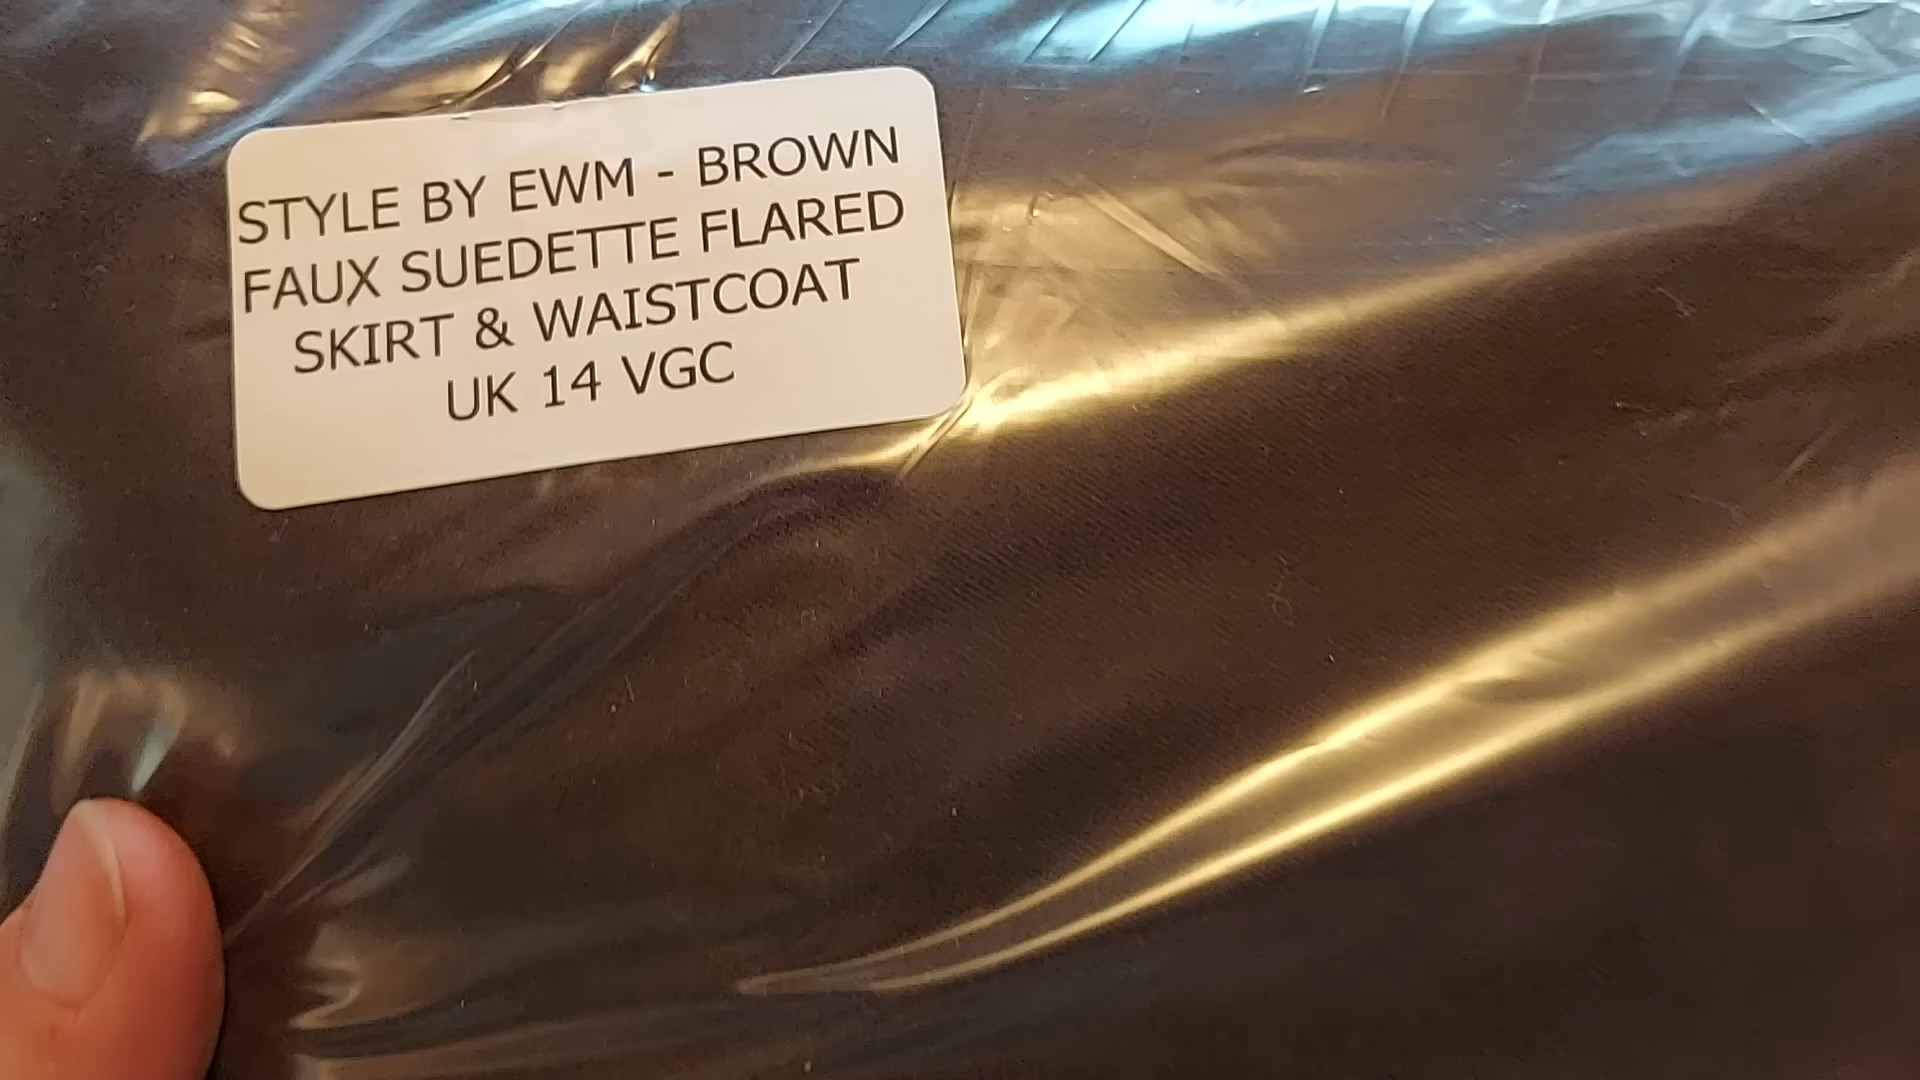 STYLE BY EWM - BROWN
FAUX SUEDETTE FLARED
SKIRT & WAISTCOAT
UK 14 VGC